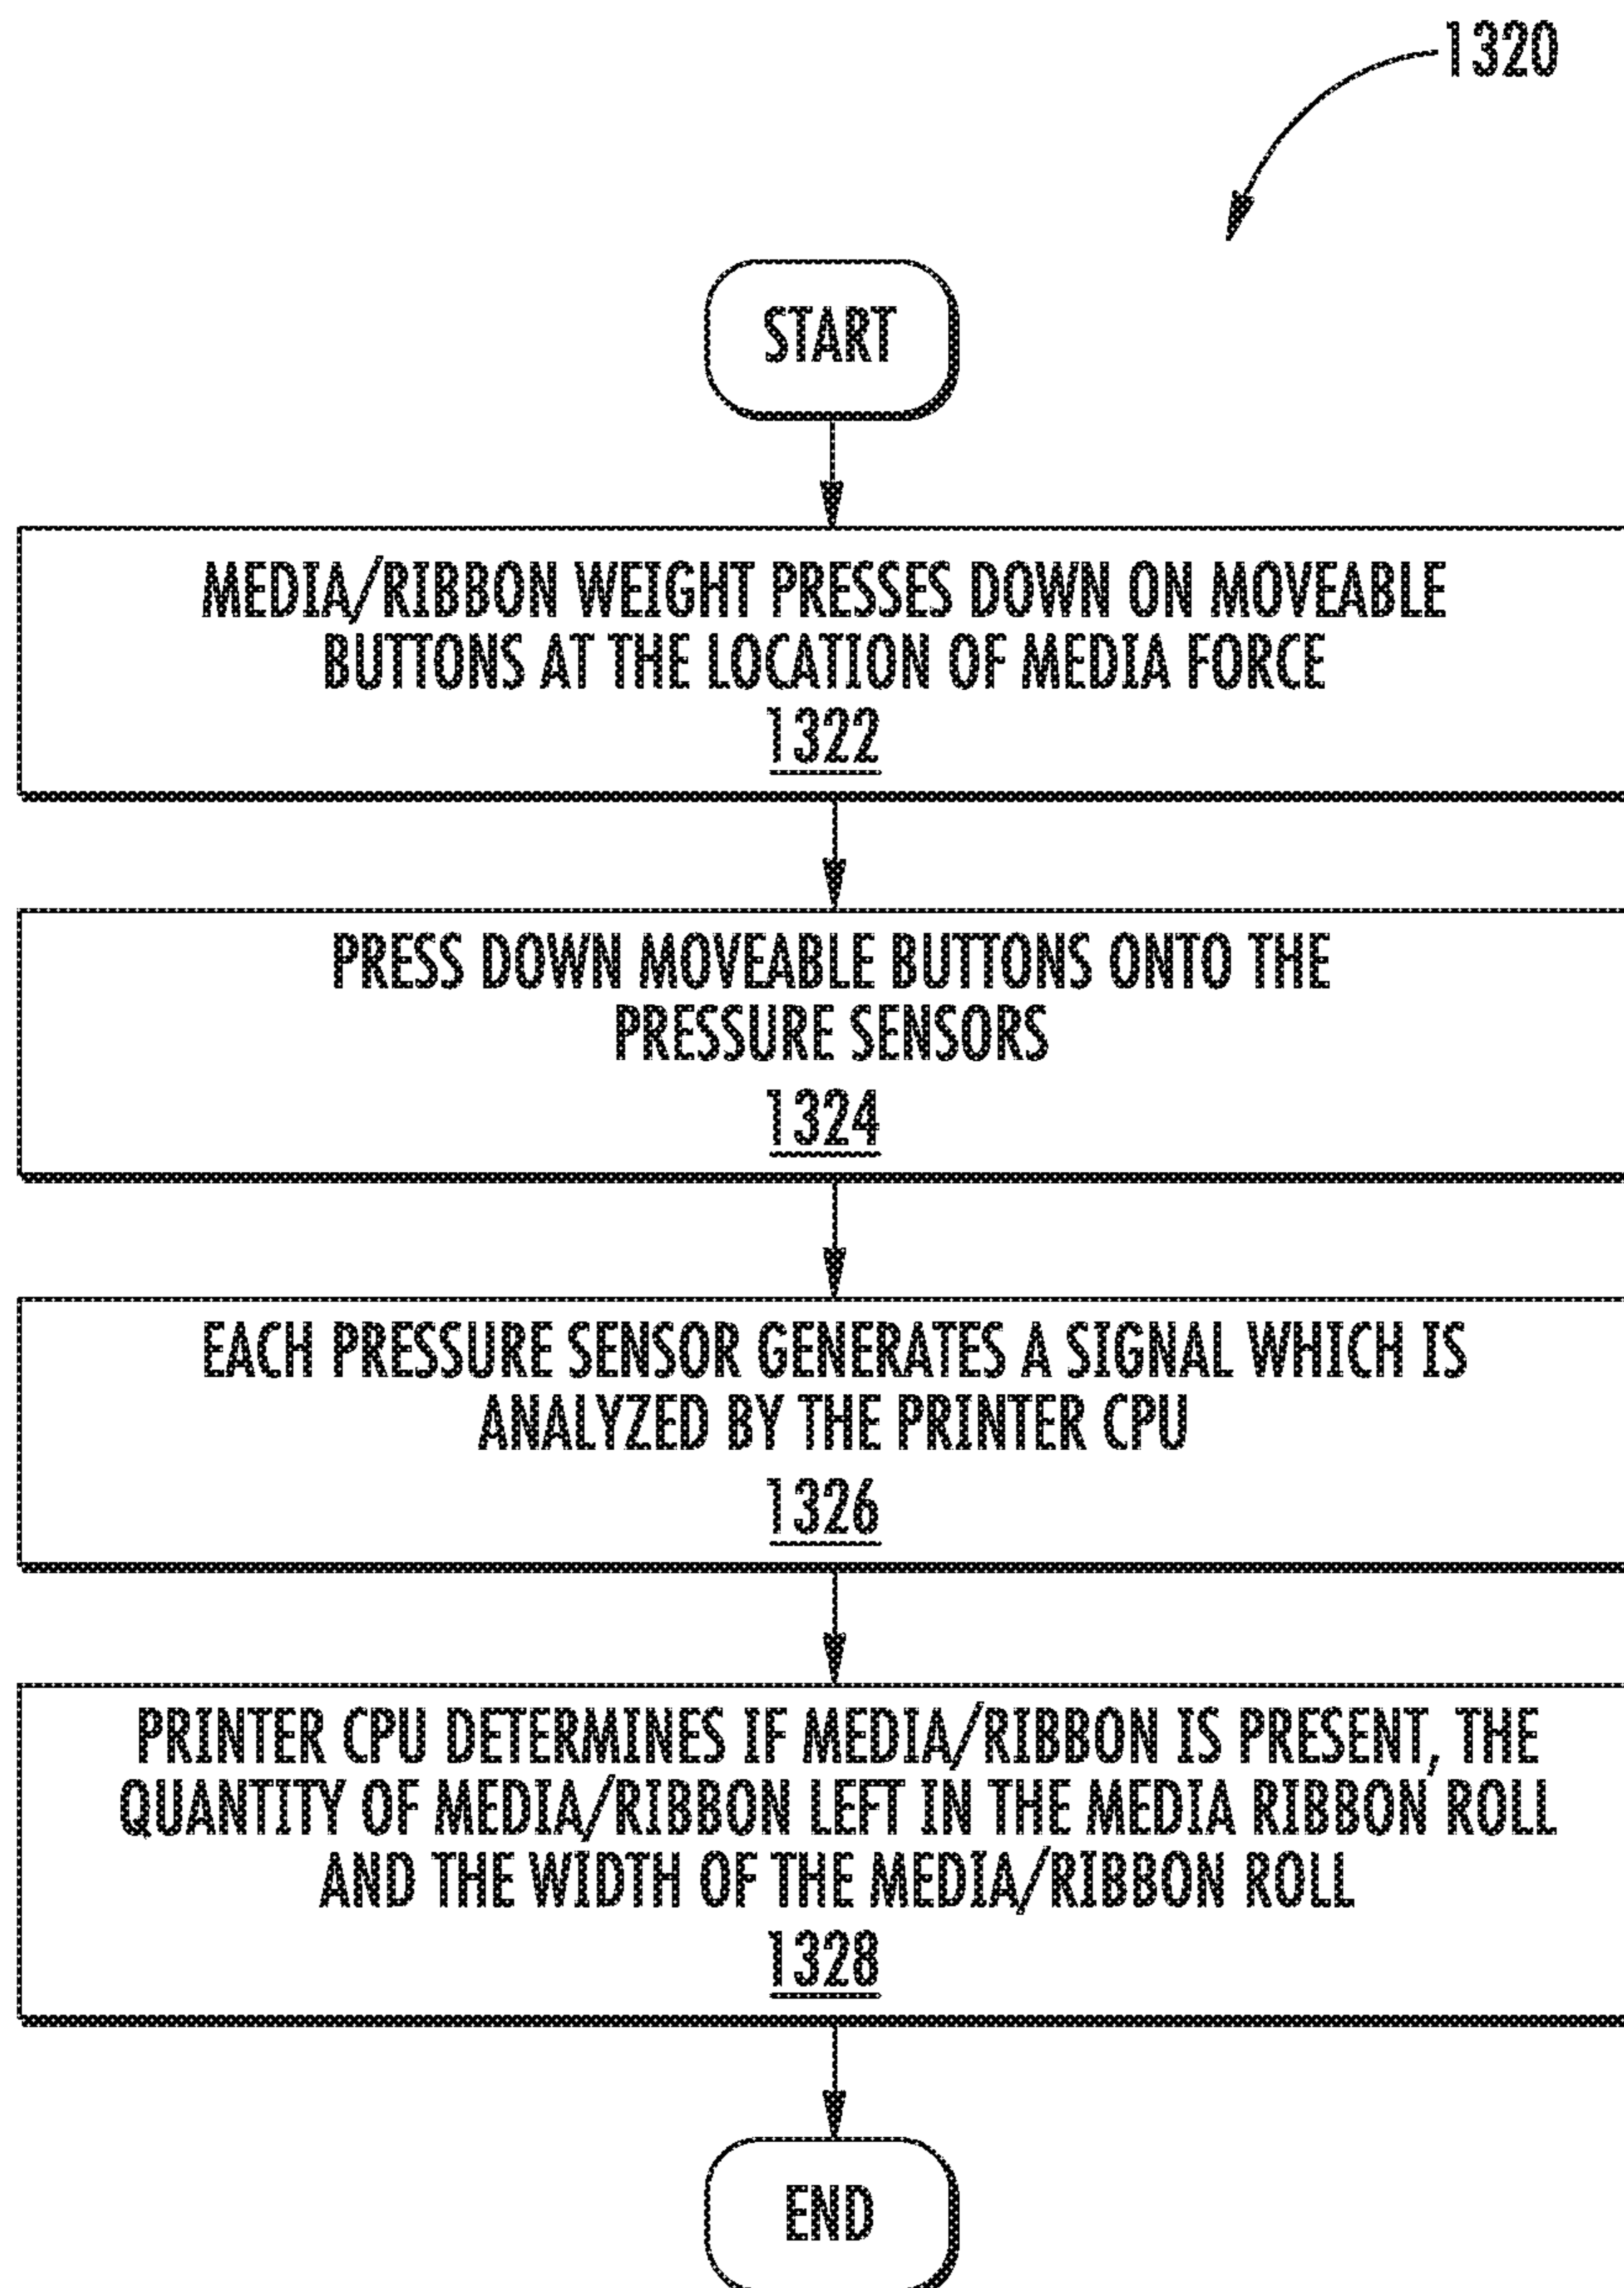 1320
START
MEDIA/RIBBON WEIGHT PRESSES DOWN ON MOVEABLE
BUTTONS AT THE LOCATION OF MEDIA FORCE
1322
PRESS DOWN MOVEABLE BUTTONS ONTO THE
PRESSURE SENSORS
1324
EACH PRESSURE SENSOR GENERATES A SIGNAL WHICH IS
ANALYZED BY THE PRINTER CPU
1326
PRINTER CPU DETERMINES IF MEDIA/RIBBON IS PRESENT, THE
QUANTITY OF MEDIA/RIBBON LEFT IN THE MEDIA RIBBON ROLL
AND THE WIDTH OF THE MEDIA/RIBBON ROLL
1328
END